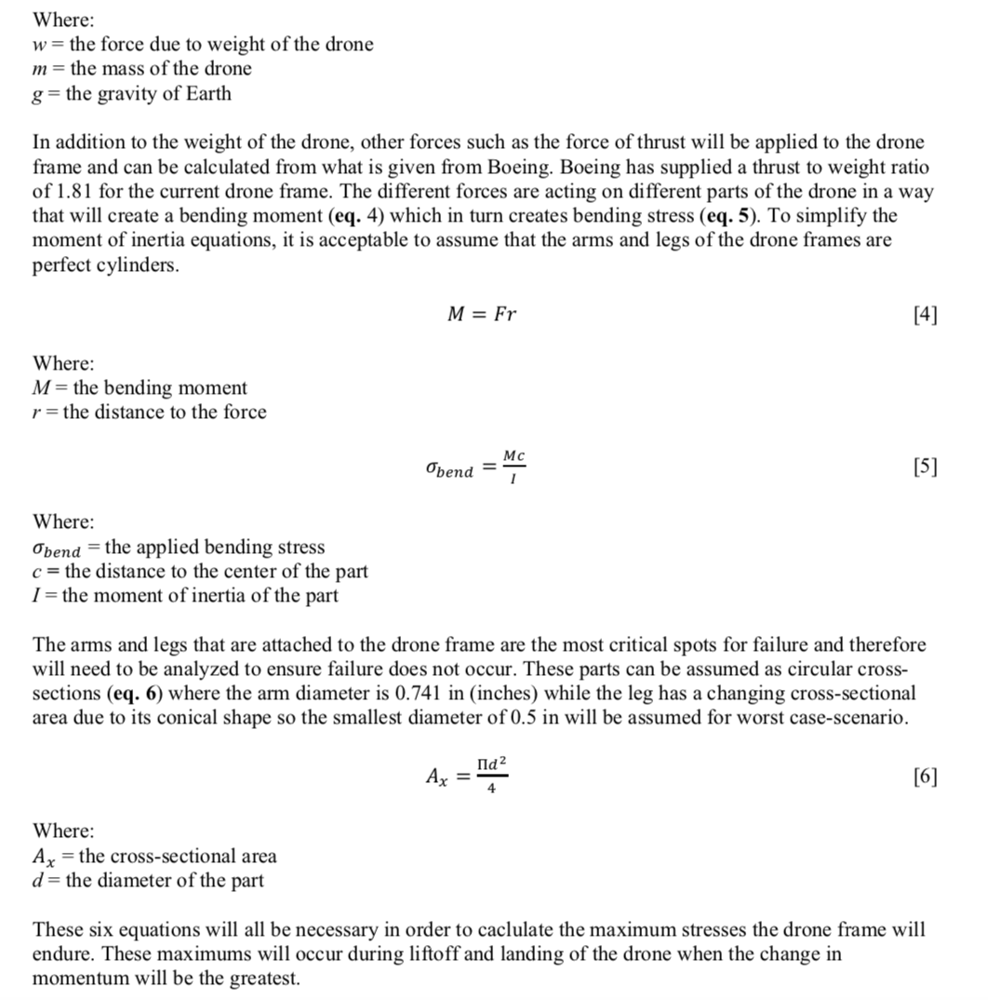 Where:
w = the force due to weight of the drone
m = the mass of the drone
g = the gravity of Earth
In addition to the weight of the drone, other forces such as the force of thrust will be applied to the drone
frame and can be calculated from what is given from Boeing. Boeing has supplied a thrust to weight ratio
of 1.81 for the current drone frame. The different forces are acting on different parts of the drone in a way
that will create a bending moment (eq. 4) which in turn creates bending stress (eq. 5). To simplify the
moment of inertia equations, it is acceptable to assume that the arms and legs of the drone frames are
perfect cylinders.
M = Fr [4]
Where:
M = the bending moment
r = the distance to the force
σ_bend = Mc/I [5]
Where:
σ_bend = the applied bending stress
c = the distance to the center of the part
I = the moment of inertia of the part
The arms and legs that are attached to the drone frame are the most critical spots for failure and therefore
will need to be analyzed to ensure failure does not occur. These parts can be assumed as circular cross-
sections (eq. 6) where the arm diameter is 0.741 in (inches) while the leg has a changing cross-sectional
area due to its conical shape so the smallest diameter of 0.5 in will be assumed for worst case-scenario.
A_x = Πd²/4 [6]
Where:
A_x = the cross-sectional area
d = the diameter of the part
These six equations will all be necessary in order to caclulate the maximum stresses the drone frame will
endure. These maximums will occur during liftoff and landing of the drone when the change in
momentum will be the greatest.